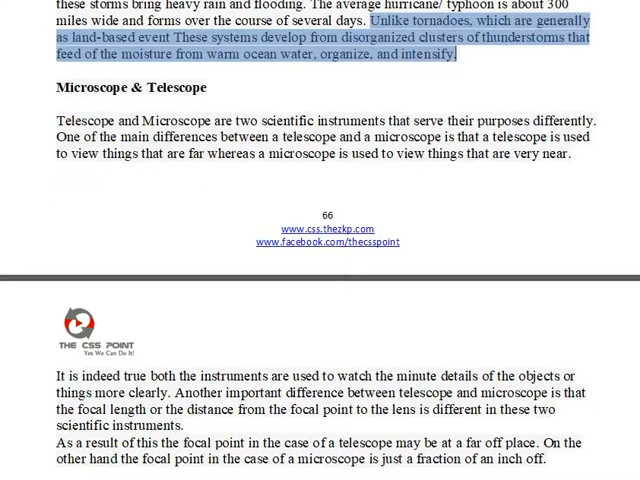 these storms bring heavy rain and flooding. The average hurricane/ typhoon is about 300
miles wide and forms over the course of several days. Unlike tornadoes, which are generally
as land-based event These systems develop from disorganized clusters of thunderstorms that
feed of the moisture from warm ocean water, organize, and intensify.
Microscope & Telescope
Telescope and Microscope are two scientific instruments that serve their purposes differently.
One of the main differences between a telescope and a microscope is that a telescope is used
to view things that are far whereas a microscope is used to view things that are very near.
66
www.css.thezkp.com
www.facebook.com/thecsspoint
THE CSS POINT
Yes We Can Do It!
It is indeed true both the instruments are used to watch the minute details of the objects or
things more clearly. Another important difference between telescope and microscope is that
the focal length or the distance from the focal point to the lens is different in these two
scientific instruments.
As a result of this the focal point in the case of a telescope may be at a far off place. On the
other hand the focal point in the case of a microscope is just a fraction of an inch off.